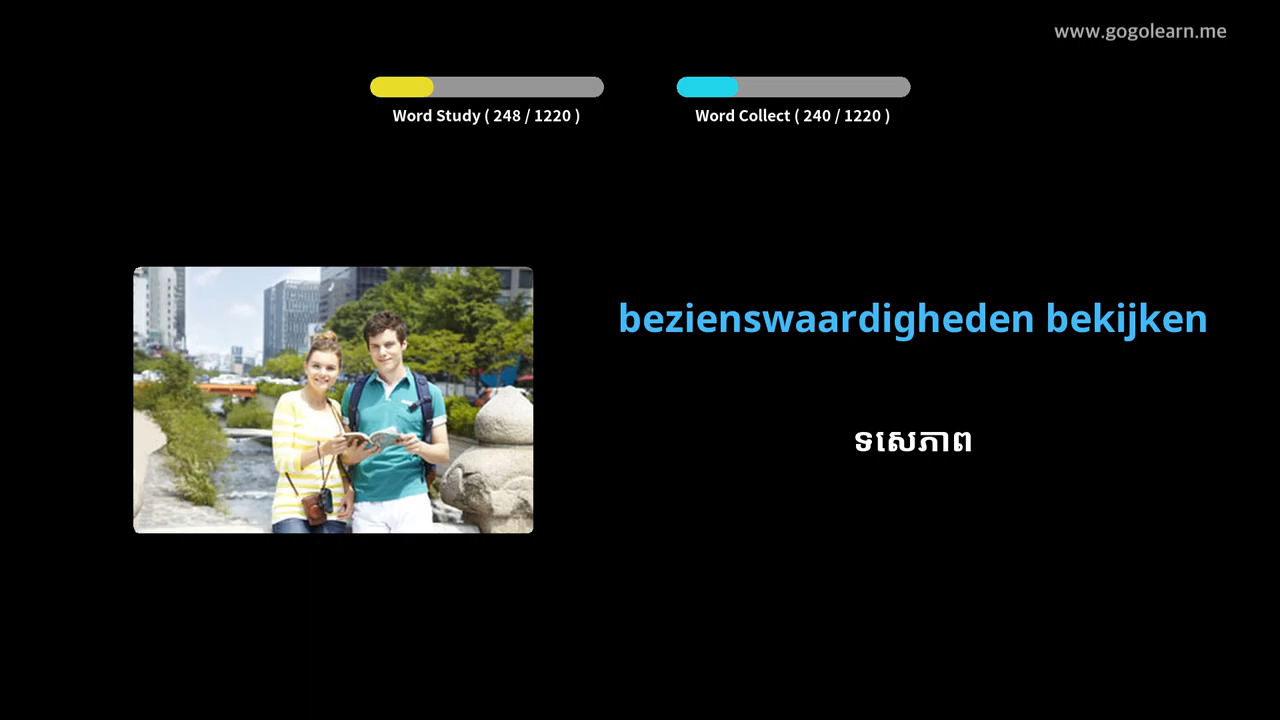 www.gogolearn.me
Word Study ( 248 / 1220 )
Word Collect ( 240 / 1220 )
bezienswaardigheden bekijken
ទសេភាព